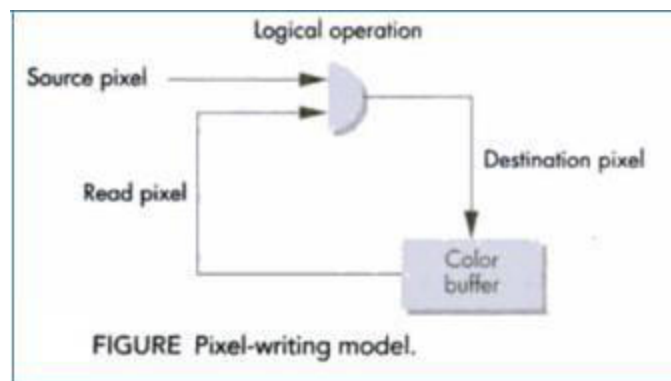 Logical operation
Source pixel
Destination pixel
Read pixel
Color
buffer
FIGURE Pixel-writing model.